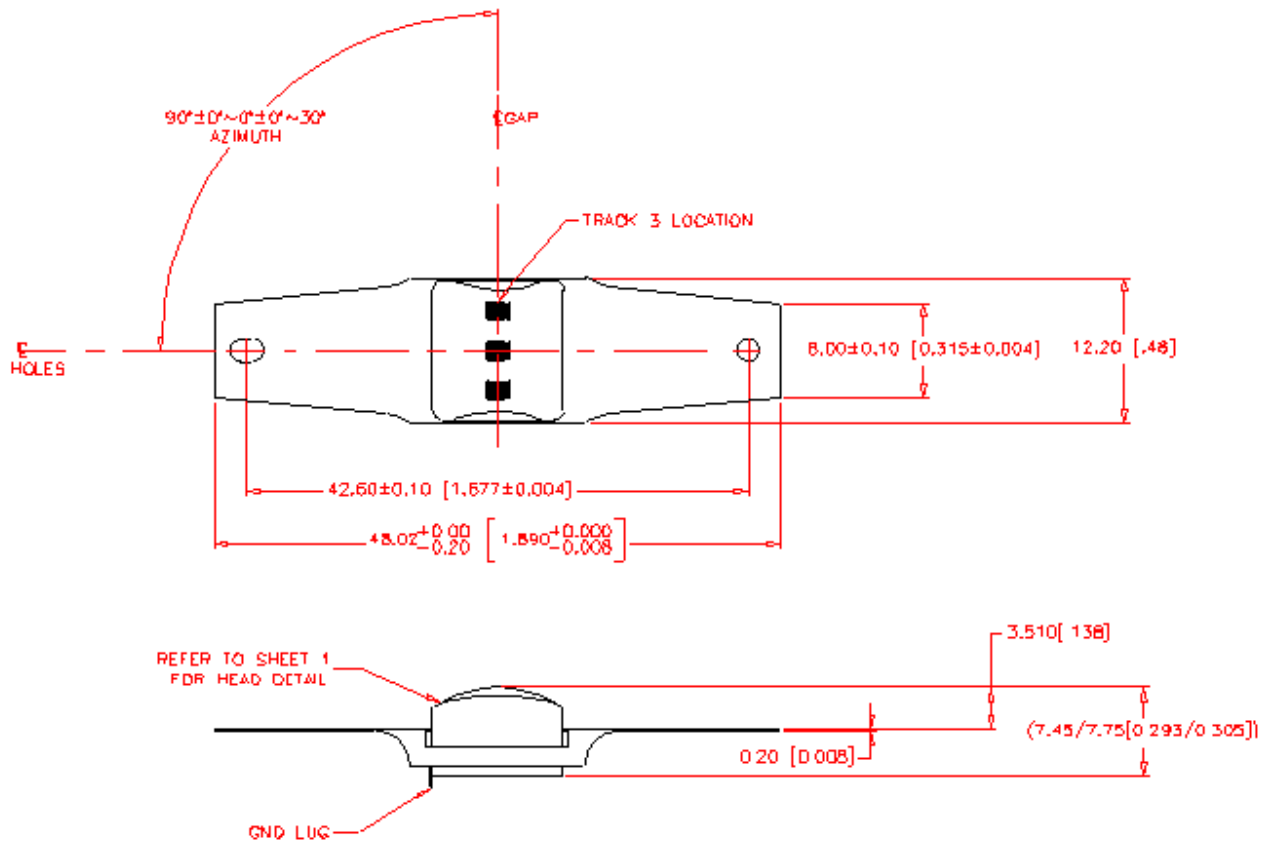 90°±0°~0°±0°~30°
AZIMUTH
℄GAP
TRACK 3 LOCATION
℄
HOLES
8.00±0.10 [0.315±0.004]
12.20 [.48]
42.60±0.10 [1.677±0.004]
48.02+0.00 -0.20 [1.890+0.000 -0.008]
3.510[ 138]
REFER TO SHEET 1
FOR HEAD DETAIL
(7.45/7.75[0 293/0 305])
0 20 [0 008]
GND LUG